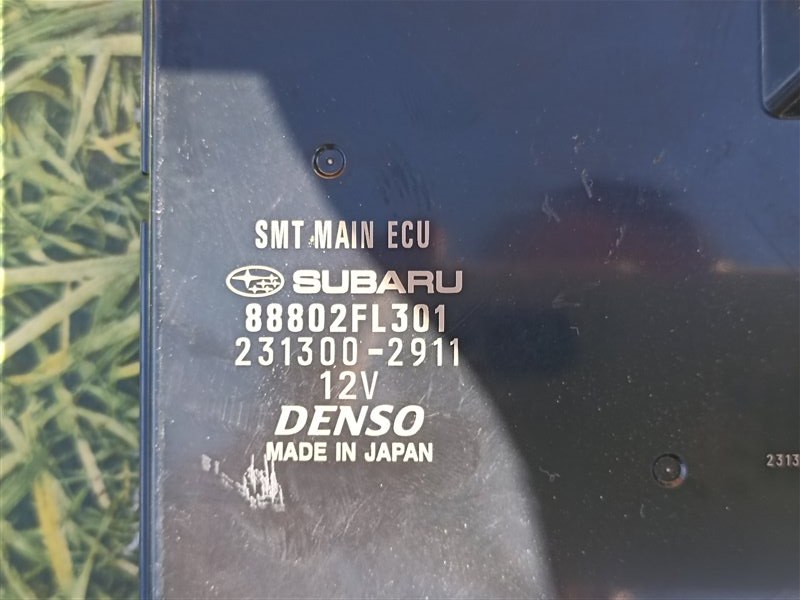 SMT MAIN ECU
SUBARU
88802FL301
231300-2911
12V
DENSO
MADE IN JAPAN
2313